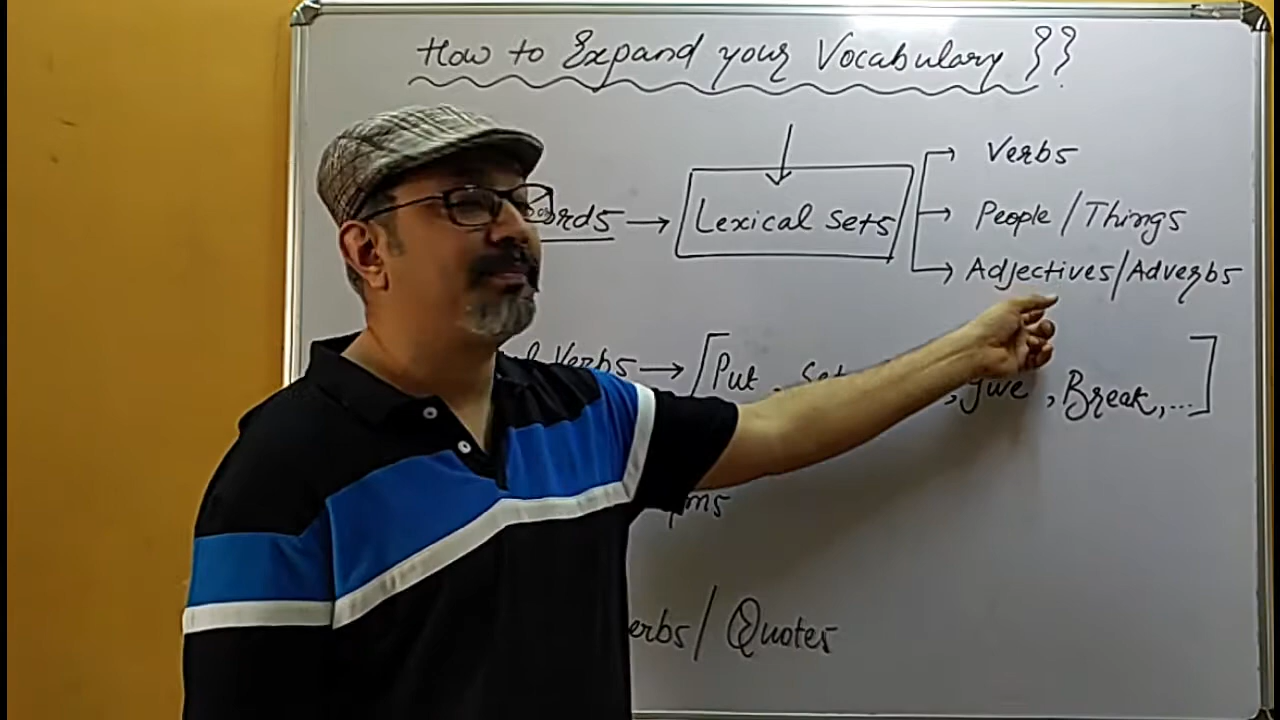 How to Expand your Vocabulary ??
Words → Lexical Sets
Verbs
People / Things
Adjectives/Adverbs
Verbs → [Put, Set, give, Break, ...]
/ Quotes